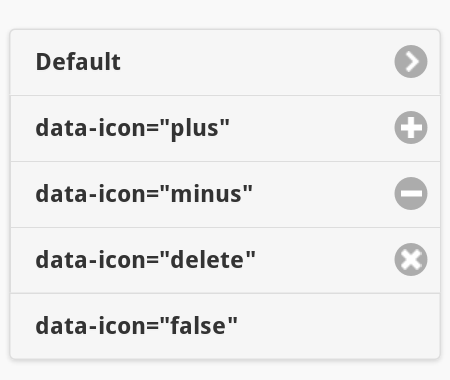 Default
data-icon="plus"
data-icon="minus"
data-icon="delete"
data-icon="false"